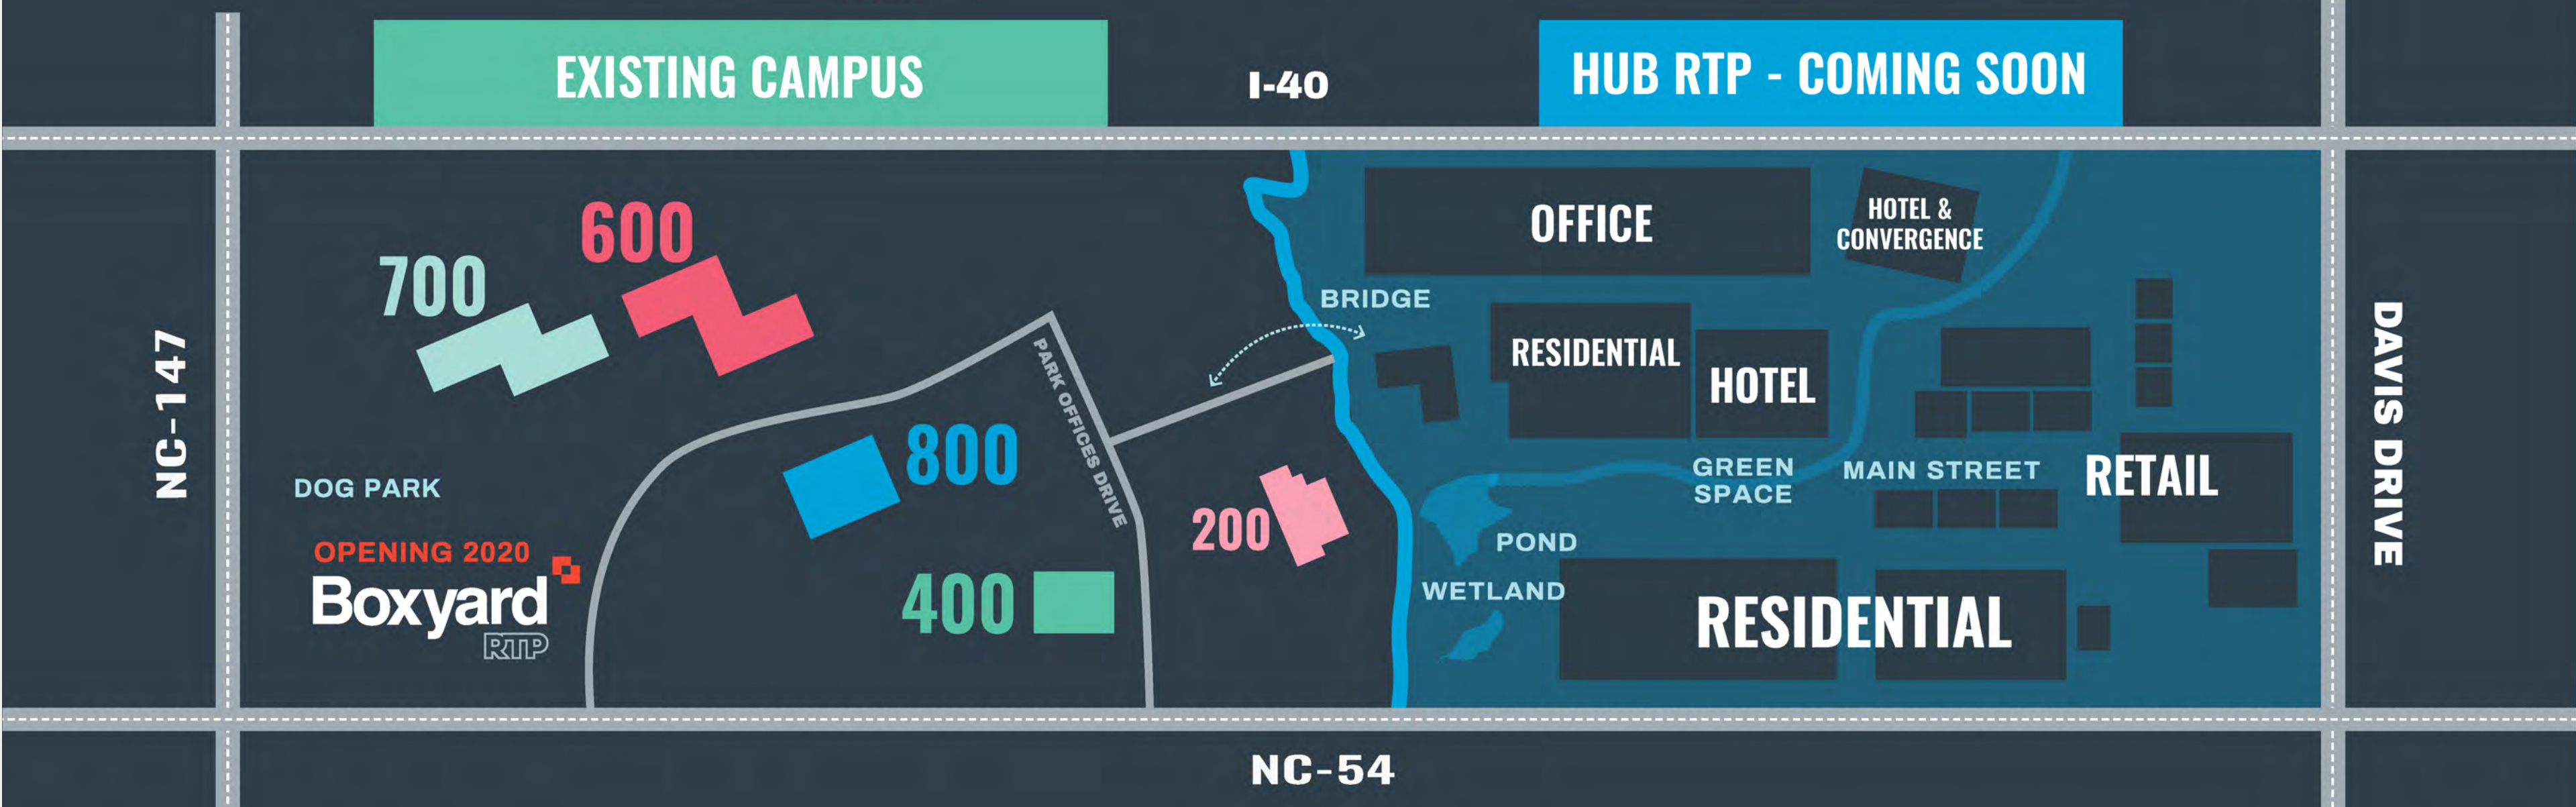 EXISTING CAMPUS
I-40
HUB RTP - COMING SOON
NC-147
700
600
800
400
200
PARK OFFICES DRIVE
DOG PARK
OPENING 2020
Boxyard
RTP
BRIDGE
OFFICE
HOTEL &
CONVERGENCE
RESIDENTIAL
HOTEL
GREEN
SPACE
MAIN STREET
RETAIL
POND
WETLAND
RESIDENTIAL
DAVIS DRIVE
NC-54